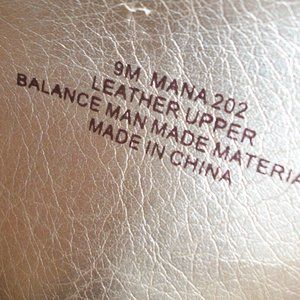 9M MANA 202
LEATHER UPPER
BALANCE MAN MADE MATERIA
MADE IN CHINA